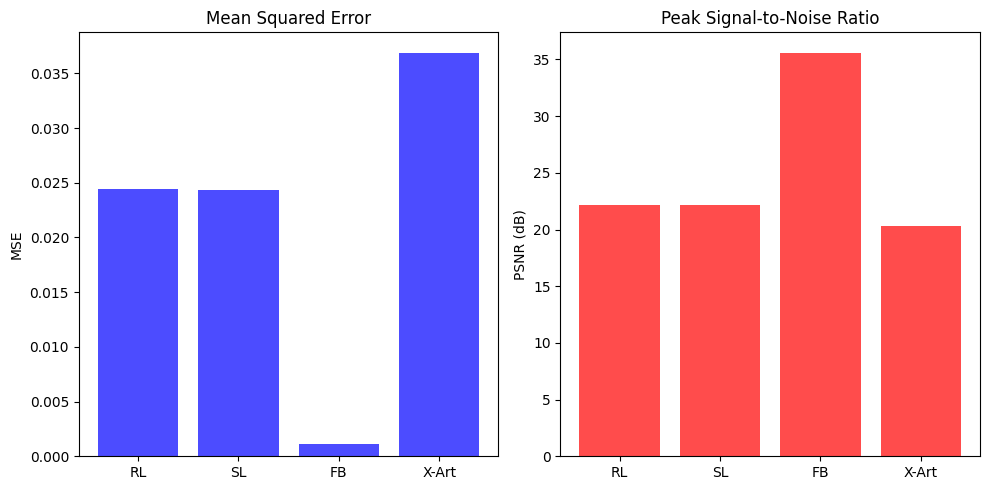 Mean Squared Error
MSE
0.035
0.030
0.025
0.020
0.015
0.010
0.005
0.000
RL SL FB X-Art
Peak Signal-to-Noise Ratio
PSNR (dB)
35
30
25
20
15
10
5
0
RL SL FB X-Art